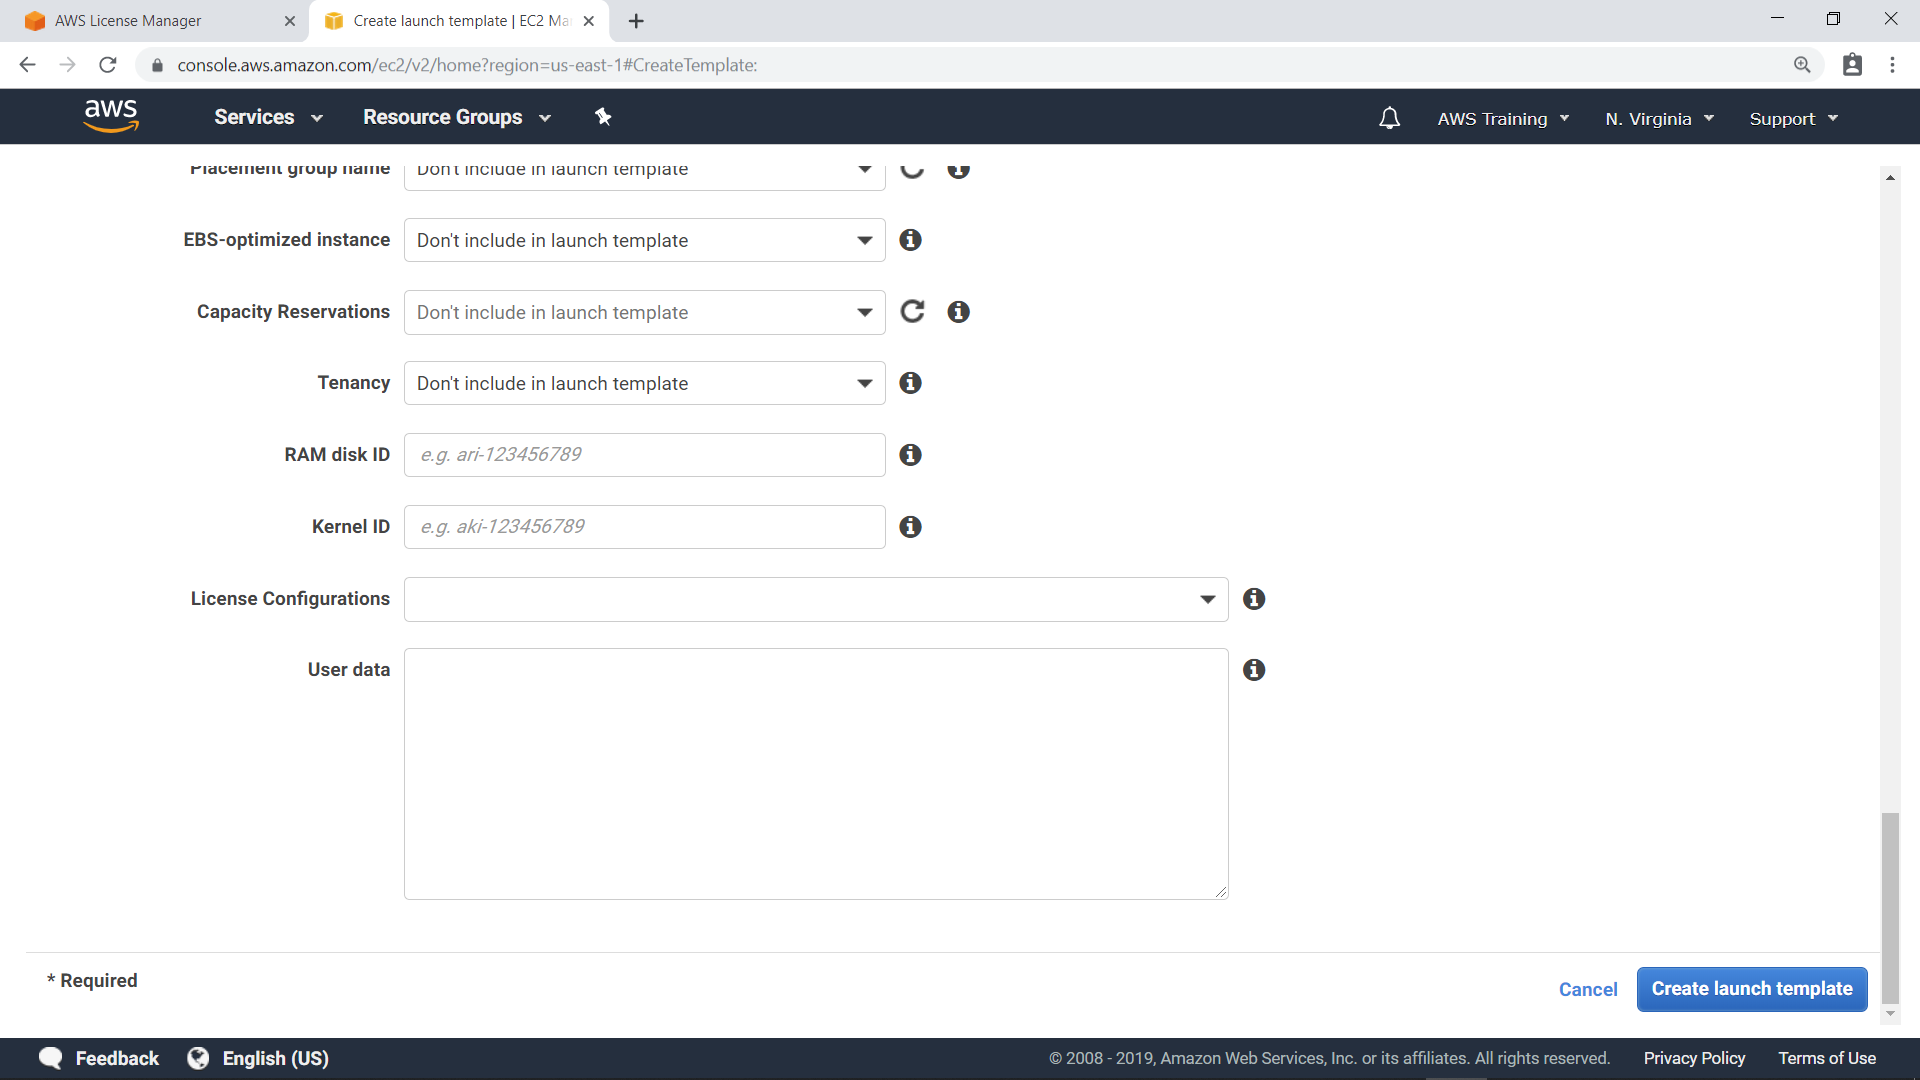 AWS License Manager
Create launch template | EC2 Ma
console.aws.amazon.com/ec2/v2/home?region=us-east-1#CreateTemplate:
aws Services Resource Groups AWS Training N. Virginia Support
Placement group name Don't include in launch template
EBS-optimized instance Don't include in launch template
Capacity Reservations Don't include in launch template
Tenancy Don't include in launch template
RAM disk ID e.g. ari-123456789
Kernel ID e.g. aki-123456789
License Configurations
User data
* Required
Cancel Create launch template
Feedback English (US) © 2008 - 2019, Amazon Web Services, Inc. or its affiliates. All rights reserved. Privacy Policy Terms of Use